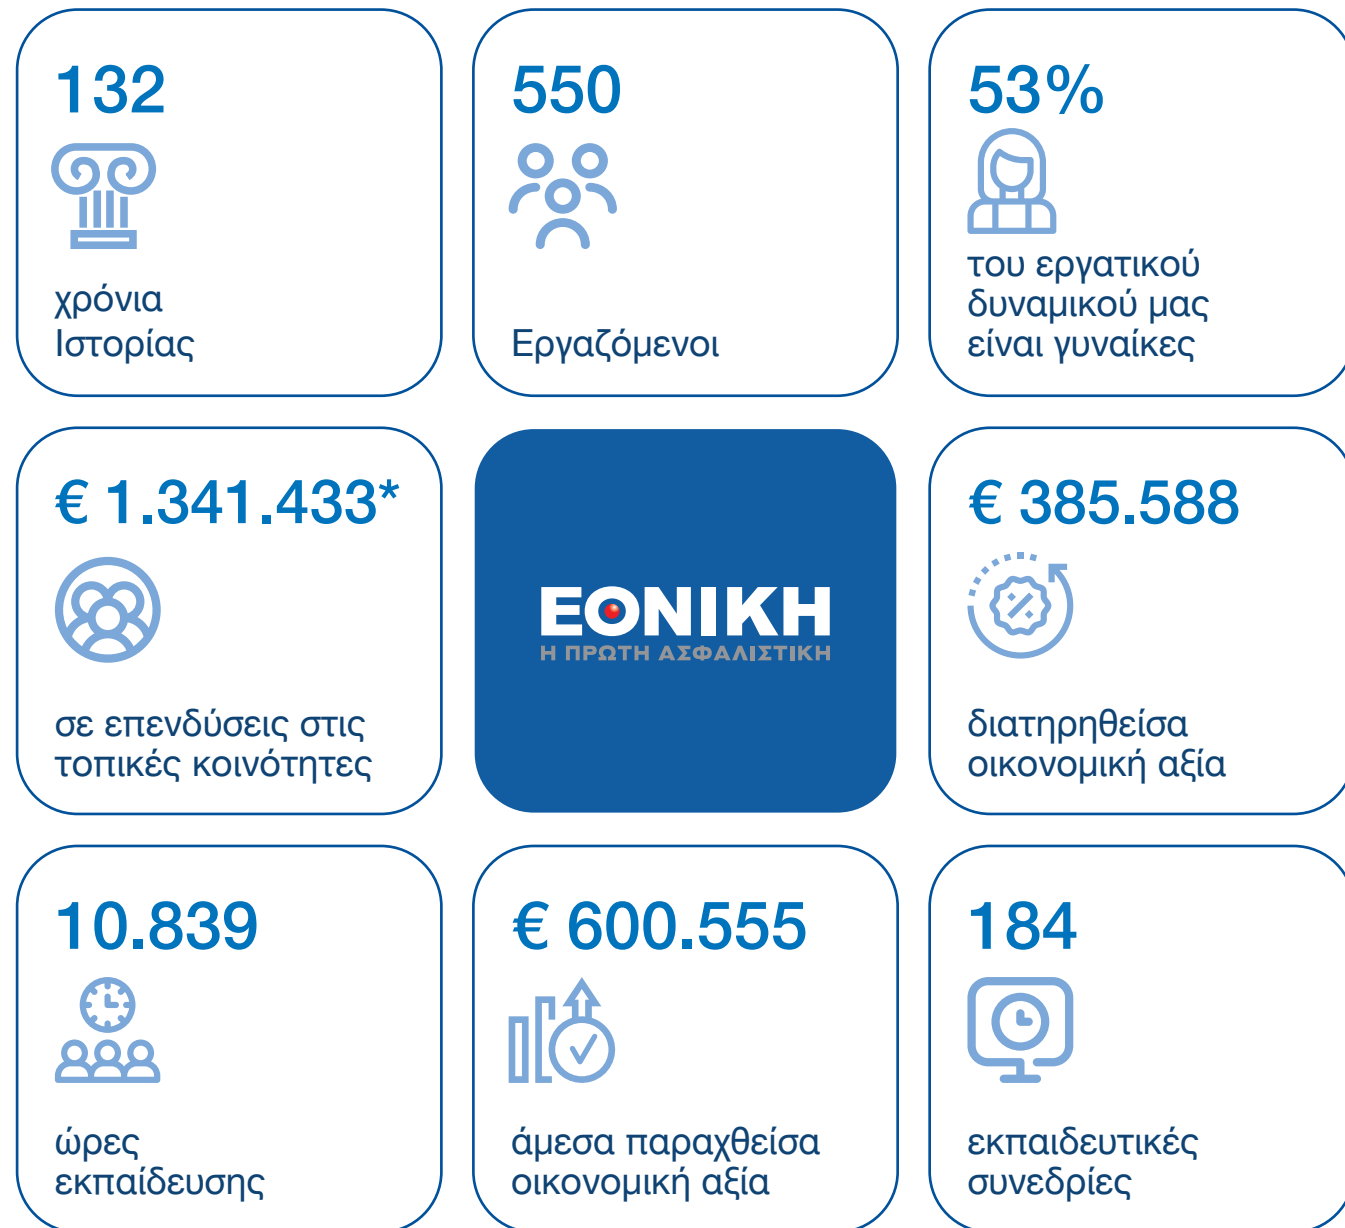 132
χρόνια
Ιστορίας
550
Εργαζόμενοι
53%
του εργατικού
δυναμικού μας
είναι γυναίκες
€ 1.341.433*
σε επενδύσεις στις
τοπικές κοινότητες
ΕΘΝΙΚΗ
Η ΠΡΩΤΗ ΑΣΦΑΛΙΣΤΙΚΗ
€ 385.588
διατηρηθείσα
οικονομική αξία
10.839
ώρες
εκπαίδευσης
€ 600.555
άμεσα παραχθείσα
οικονομική αξία
184
εκπαιδευτικές
συνεδρίες